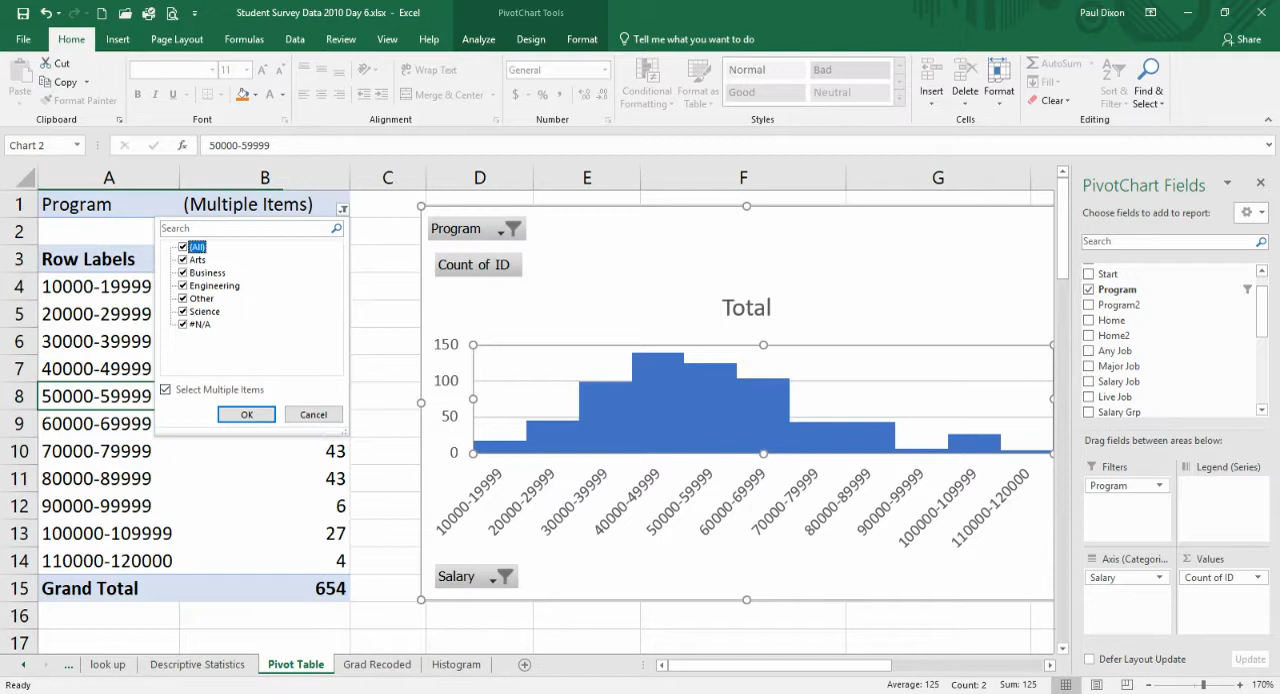 Student Survey Data 2010 Day 6.xlsx - Excel
PivotChart Tools
Paul Dixon
File
Home
Insert
Page Layout
Formulas
Data
Review
View
Help
Analyze
Design
Format
Tell me what you want to do
Share
Paste
Cut
Copy
Format Painter
Clipboard
11
B I U
Font
Wrap Text
Merge & Center
Alignment
General
$ % ,
Number
Conditional Formatting
Format as Table
Normal
Bad
Good
Neutral
Styles
Insert
Delete
Format
Cells
AutoSum
Fill
Clear
Sort & Filter
Find & Select
Editing
Chart 2
fx
50000-59999
A B C D E F G
1 Program (Multiple Items)
2
3 Row Labels
4 10000-19999
5 20000-29999
6 30000-39999
7 40000-49999
8 50000-59999
9 60000-69999
10 70000-79999 43
11 80000-89999 43
12 90000-99999 6
13 100000-109999 27
14 110000-120000 4
15 Grand Total 654
16
17
Search
(All)
Arts
Business
Engineering
Other
Science
#N/A
Select Multiple Items
OK
Cancel
Program
Count of ID
Total
150
100
50
0
10000-19999
20000-29999
30000-39999
40000-49999
50000-59999
60000-69999
70000-79999
80000-89999
90000-99999
100000-109999
110000-120000
Salary
PivotChart Fields
Choose fields to add to report:
Search
Start
Program
Program2
Home
Home2
Any Job
Major Job
Salary Job
Live Job
Salary Grp
Drag fields between areas below:
Filters
Legend (Series)
Program
Axis (Categori...
Values
Salary
Count of ID
Defer Layout Update
Update
...
look up
Descriptive Statistics
Pivot Table
Grad Recoded
Histogram
Ready
Average: 125
Count: 2
Sum: 125
170%